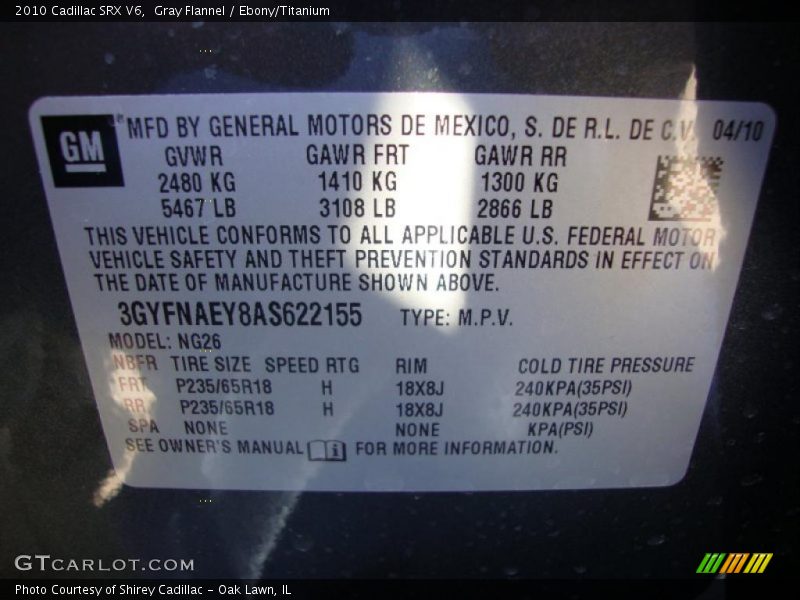 2010 Cadillac SRX V6, Gray Flannel / Ebony/Titanium
GM MFD BY GENERAL MOTORS DE MEXICO, S. DE R.L. DE C.V. 04/10
GVWR GAWR FRT GAWR RR
2480 KG 1410 KG 1300 KG
5467 LB 3108 LB 2866 LB
THIS VEHICLE CONFORMS TO ALL APPLICABLE U.S. FEDERAL MOTOR
VEHICLE SAFETY AND THEFT PREVENTION STANDARDS IN EFFECT ON
THE DATE OF MANUFACTURE SHOWN ABOVE.
3GYFNAEY8AS622155 TYPE: M.P.V.
MODEL: NG26
NBFR TIRE SIZE SPEED RTG RIM COLD TIRE PRESSURE
FRT P235/65R18 H 18X8J 240KPA(35PSI)
RR P235/65R18 H 18X8J 240KPA(35PSI)
SPA NONE NONE KPA(PSI)
SEE OWNER'S MANUAL i FOR MORE INFORMATION.
GTCARLOT.COM
Photo Courtesy of Shirey Cadillac - Oak Lawn, IL